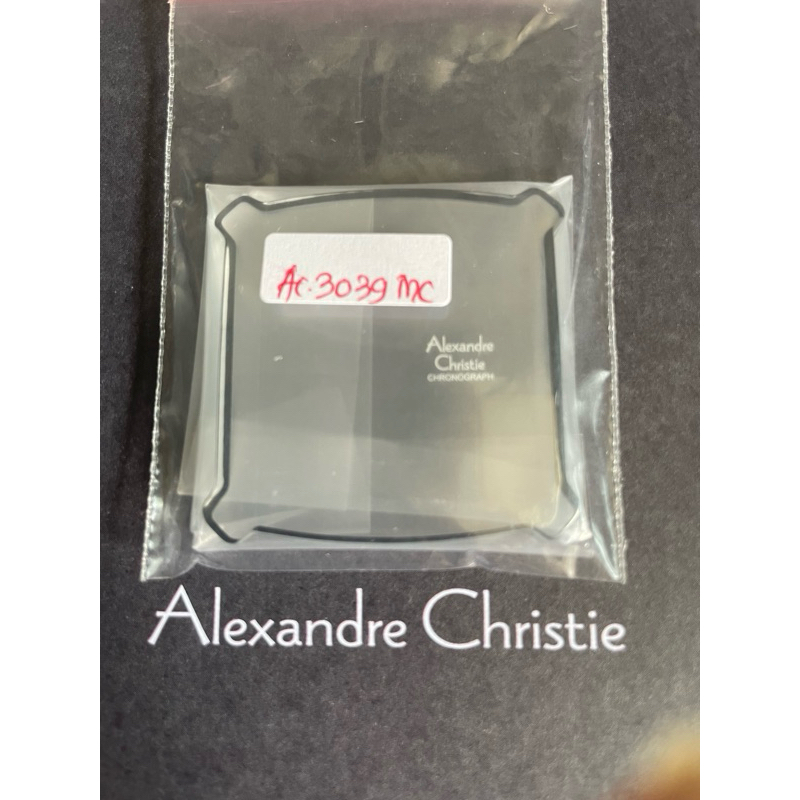 AC.3039 MC
Alexandre
Christie
CHRONOGRAPH
Alexandre Christie